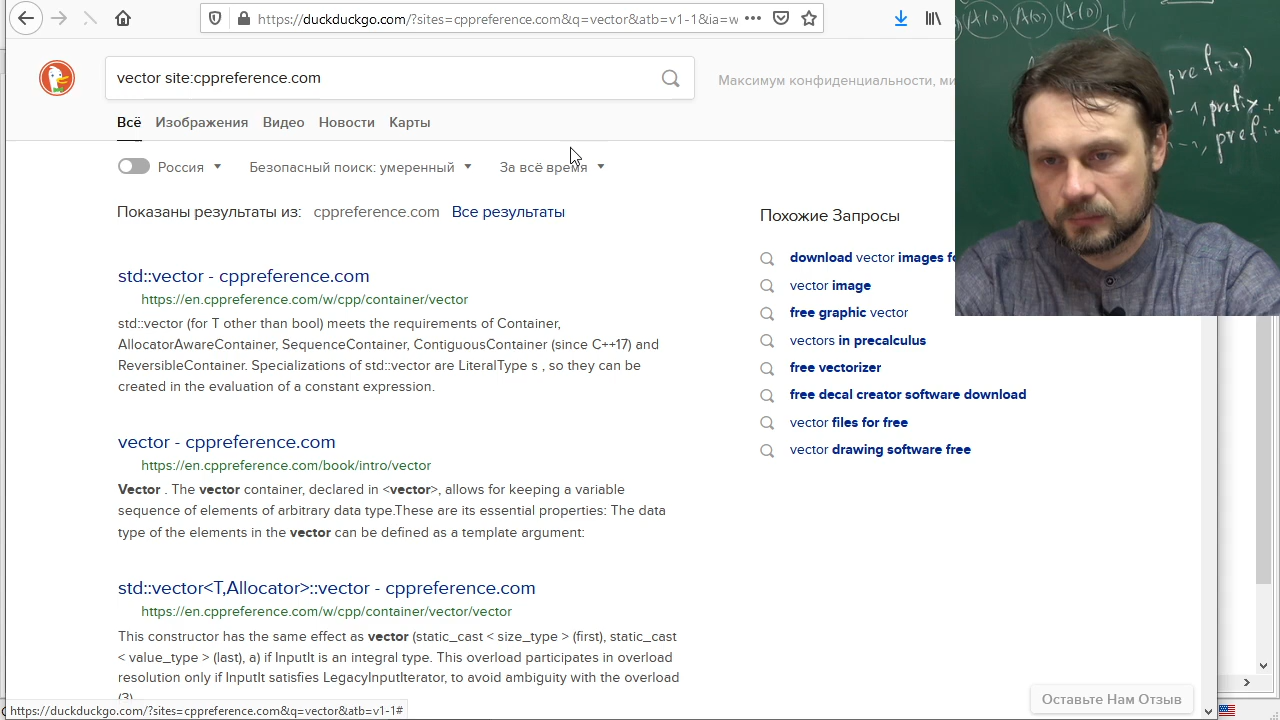 https://duckduckgo.com/?sites=cppreference.com&q=vector&atb=v1-1&ia=w
vector site:cppreference.com
Максимум конфиденциальности, ми
Всё
Изображения
Видео
Новости
Карты
Россия
Безопасный поиск: умеренный
За всё время
Показаны результаты из: cppreference.com Все результаты
std::vector - cppreference.com
https://en.cppreference.com/w/cpp/container/vector
std::vector (for T other than bool) meets the requirements of Container,
AllocatorAwareContainer, SequenceContainer, ContiguousContainer (since C++17) and
ReversibleContainer. Specializations of std::vector are LiteralType s , so they can be
created in the evaluation of a constant expression.
vector - cppreference.com
https://en.cppreference.com/book/intro/vector
Vector . The vector container, declared in <vector>, allows for keeping a variable
sequence of elements of arbitrary data type.These are its essential properties: The data
type of the elements in the vector can be defined as a template argument:
std::vector<T,Allocator>::vector - cppreference.com
https://en.cppreference.com/w/cpp/container/vector/vector
This constructor has the same effect as vector (static_cast < size_type > (first), static_cast
< value_type > (last), a) if InputIt is an integral type. This overload participates in overload
resolution only if InputIt satisfies LegacyInputIterator, to avoid ambiguity with the overload
(3)
Похожие Запросы
download vector images fo
vector image
free graphic vector
vectors in precalculus
free vectorizer
free decal creator software download
vector files for free
vector drawing software free
Оставьте Нам Отзыв
https://duckduckgo.com/?sites=cppreference.com&q=vector&atb=v1-1#
A(0) A(0) A(0)
prefix)
-1, prefix +
-1, prefix